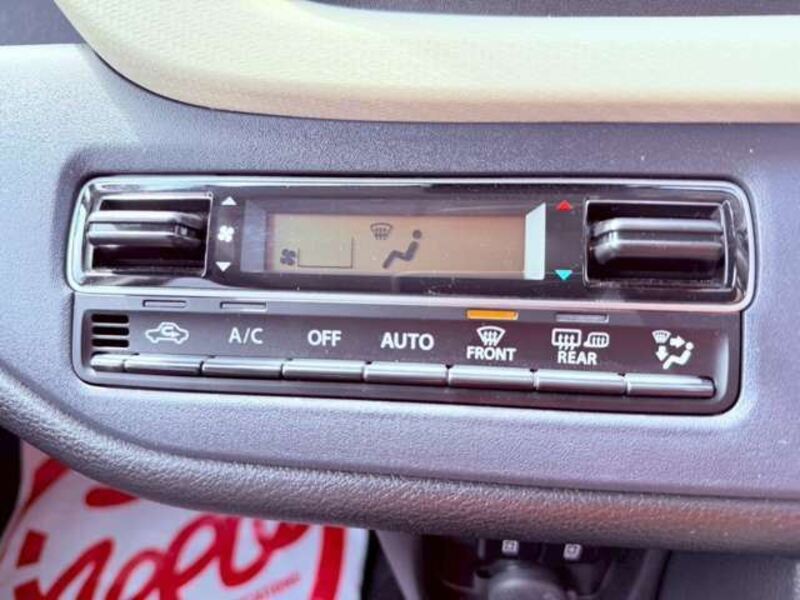 A/C OFF AUTO FRONT REAR